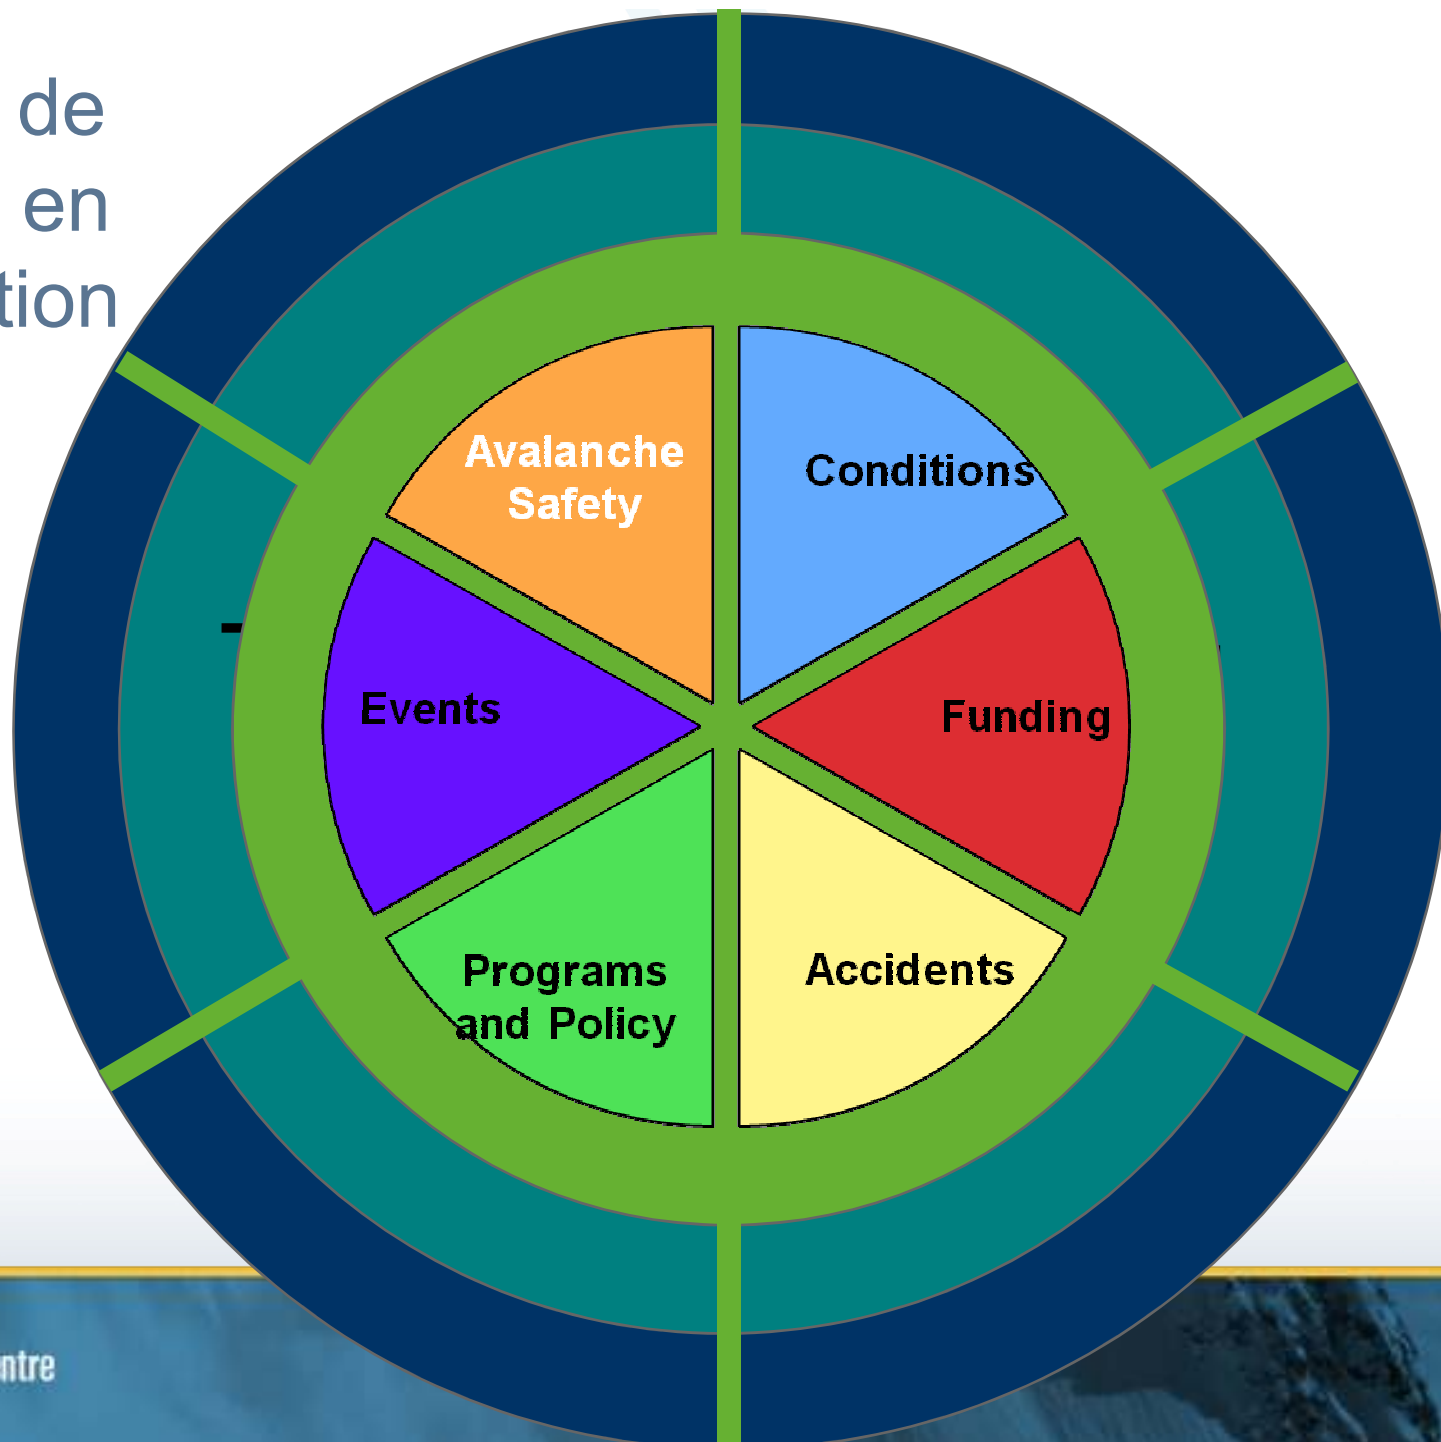 de
en
tion
Avalanche
Safety
Conditions
-
Events
Funding
Programs
and Policy
Accidents
ntre